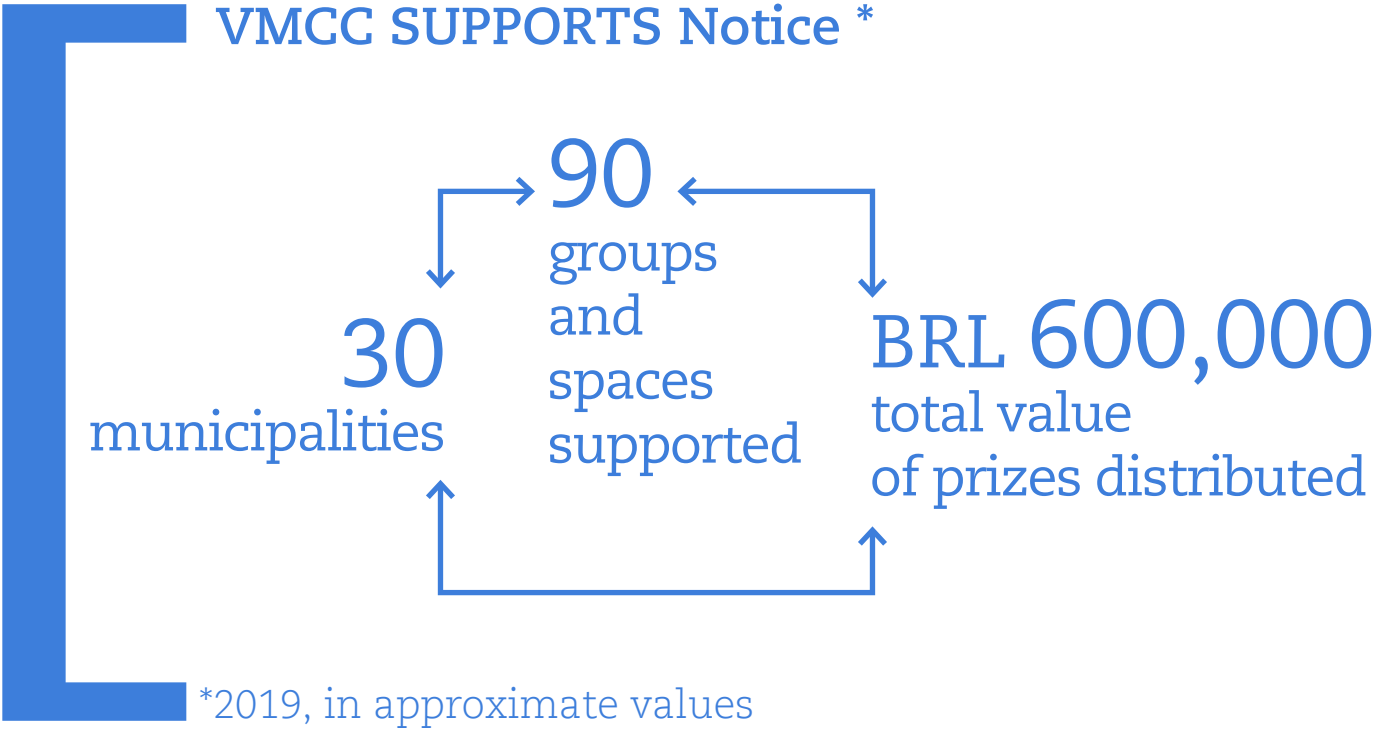 VMCC SUPPORTS Notice *
90
groups
and
spaces
supported
30
municipalities
BRL 600,000
total value
of prizes distributed
*2019, in approximate values